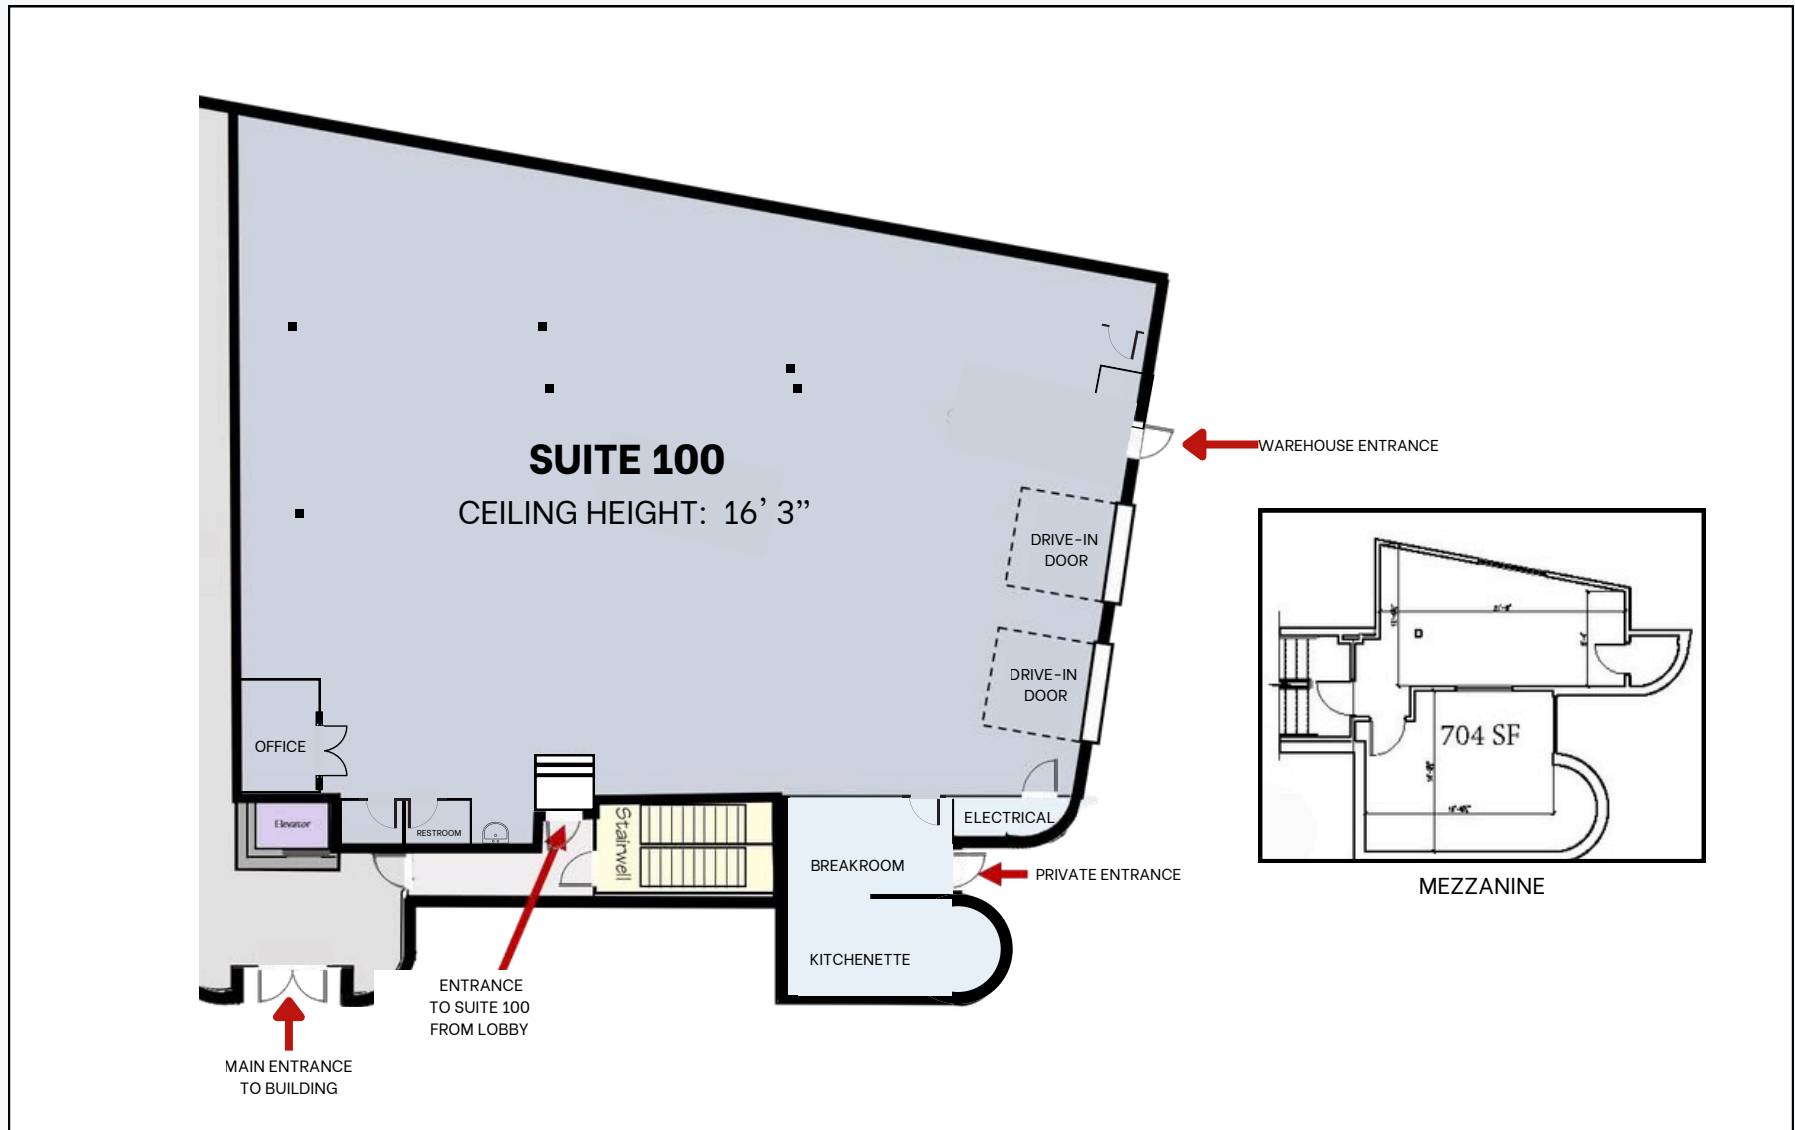 SUITE 100
CEILING HEIGHT: 16’ 3”
WAREHOUSE ENTRANCE
DRIVE-IN
DOOR
DRIVE-IN
DOOR
OFFICE
Elevator
RESTROOM
Stairwell
ELECTRICAL
BREAKROOM
PRIVATE ENTRANCE
KITCHENETTE
ENTRANCE
TO SUITE 100
FROM LOBBY
MAIN ENTRANCE
TO BUILDING
704 SF
MEZZANINE